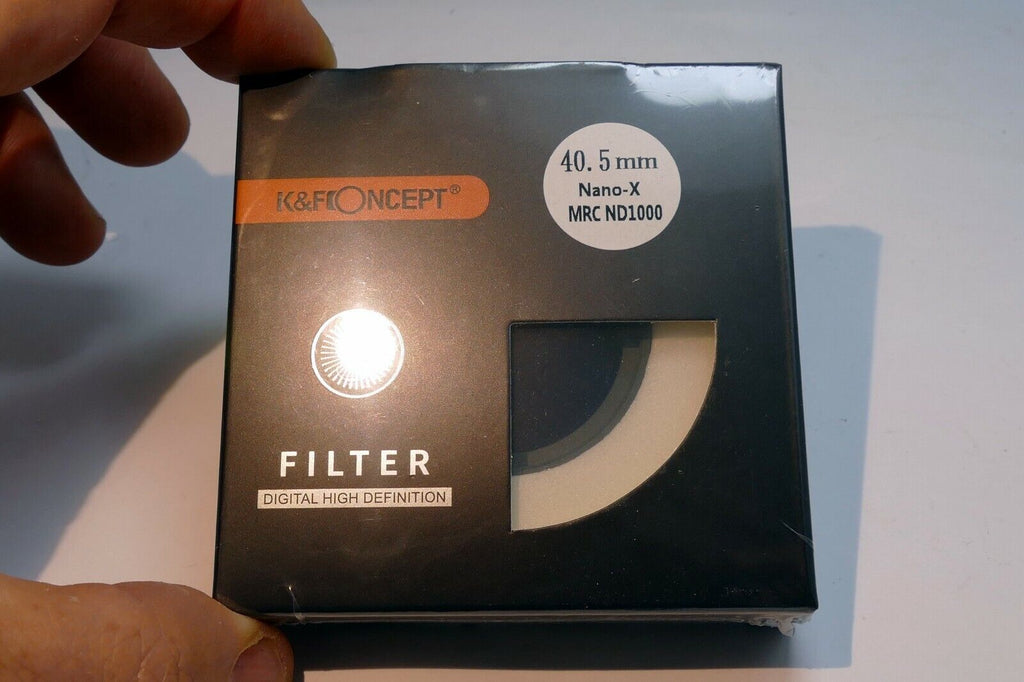 K&F CONCEPT®
40.5mm
Nano-X
MRC ND1000
FILTER
DIGITAL HIGH DEFINITION